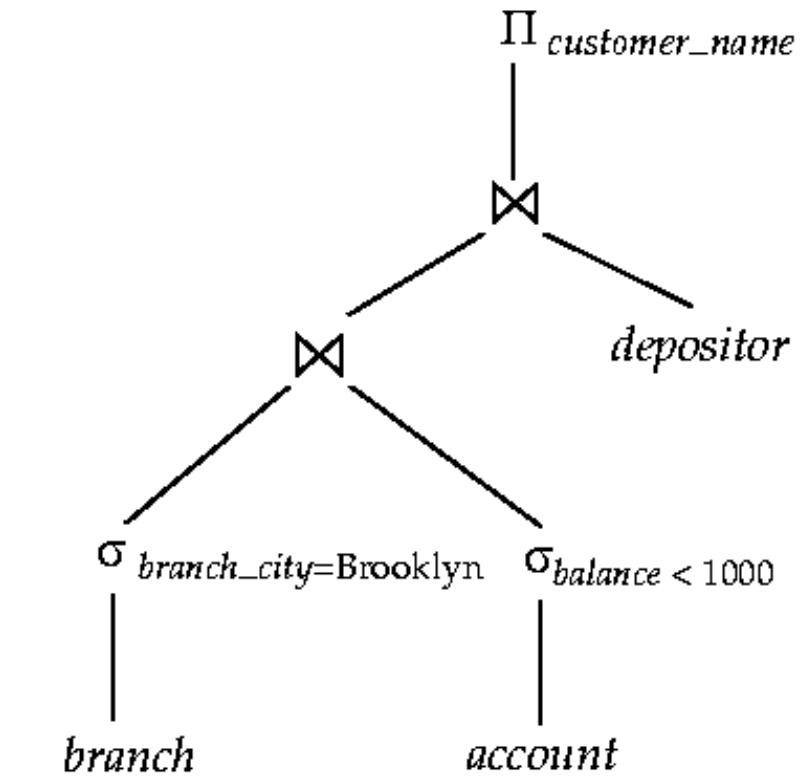 Π customer_name
⋈
⋈
depositor
σ branch_city=Brooklyn
σ balance < 1000
branch
account